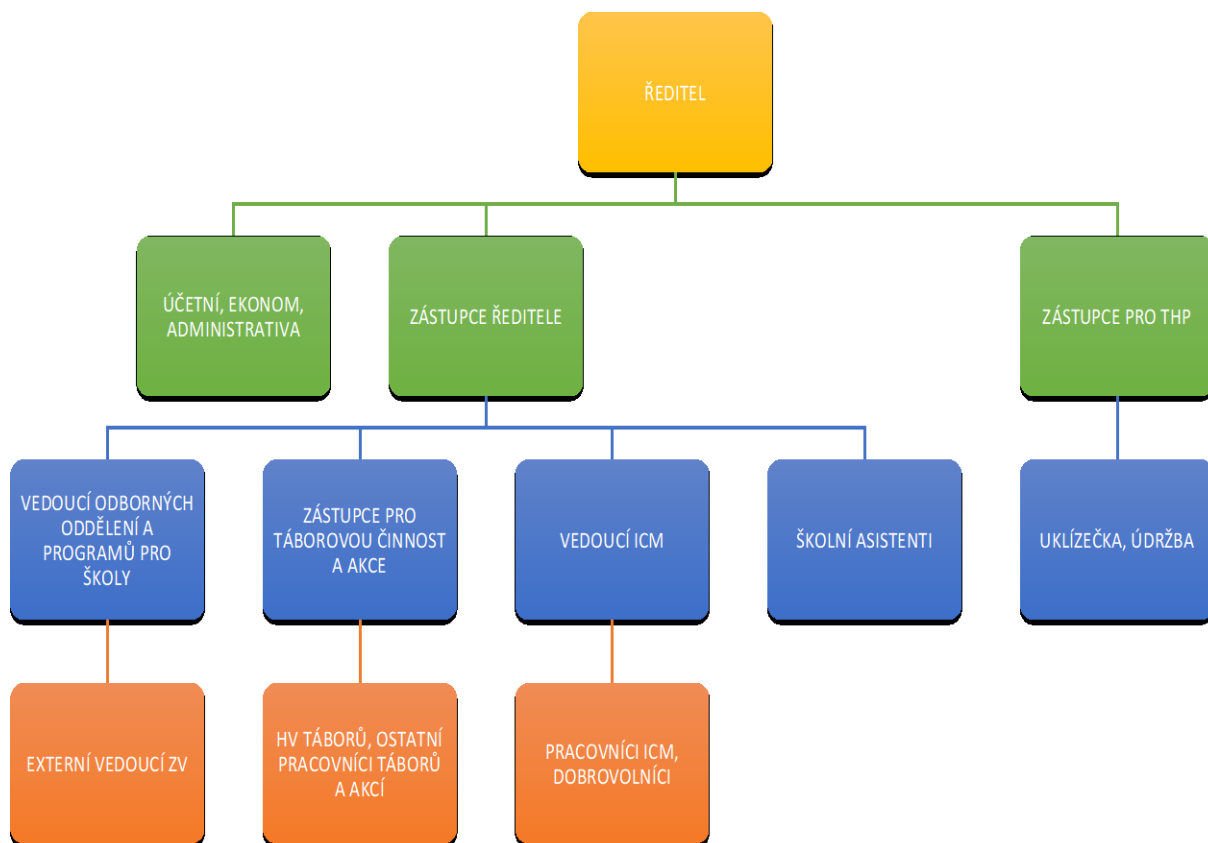 ŘEDITEL
ÚČETNÍ, EKONOM,
ADMINISTRATIVA
ZÁSTUPCE ŘEDITELE
ZÁSTUPCE PRO THP
VEDOUCÍ ODBORNÝCH
ODDĚLENÍ A
PROGRAMŮ PRO
ŠKOLY
ZÁSTUPCE PRO
TÁBOROVOU ČINNOST
A AKCE
VEDOUCÍ ICM
ŠKOLNÍ ASISTENTI
UKLÍZEČKA, ÚDRŽBA
EXTERNÍ VEDOUCÍ ZV
HV TÁBORŮ, OSTATNÍ
PRACOVNÍCI TÁBORŮ
A AKCÍ
PRACOVNÍCI ICM,
DOBROVOLNÍCI